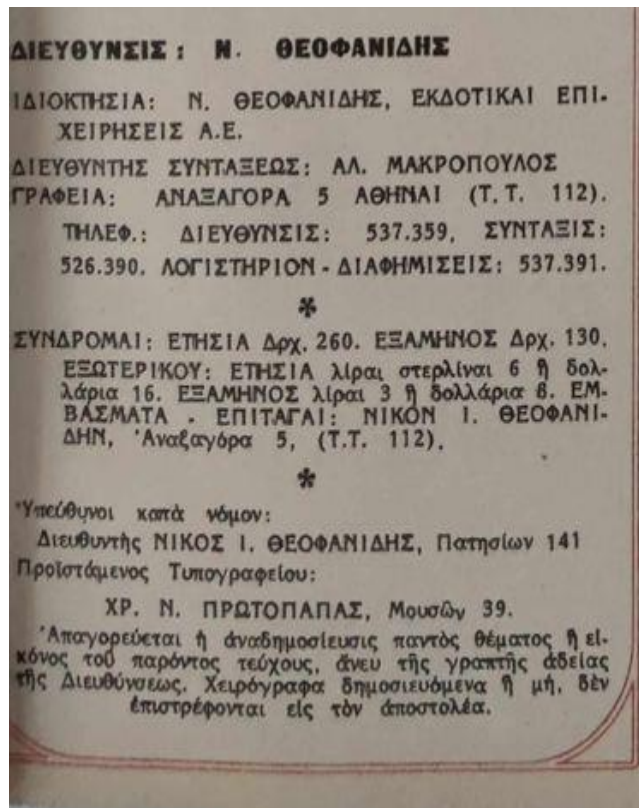 ΔΙΕΥΘΥΝΣΙΣ : Ν. ΘΕΟΦΑΝΙΔΗΣ
ΙΔΙΟΚΤΗΣΙΑ: Ν. ΘΕΟΦΑΝΙΔΗΣ, ΕΚΔΟΤΙΚΑΙ ΕΠΙ-
ΧΕΙΡΗΣΕΙΣ Α.Ε.
ΔΙΕΥΘΥΝΤΗΣ ΣΥΝΤΑΞΕΩΣ: ΑΛ. ΜΑΚΡΟΠΟΥΛΟΣ
ΓΡΑΦΕΙΑ: ΑΝΑΞΑΓΟΡΑ 5 ΑΘΗΝΑΙ (Τ.Τ. 112).
ΤΗΛΕΦ.: ΔΙΕΥΘΥΝΣΙΣ: 537.359, ΣΥΝΤΑΞΙΣ:
526.390. ΛΟΓΙΣΤΗΡΙΟΝ - ΔΙΑΦΗΜΙΣΕΙΣ: 537.391.
*
ΣΥΝΔΡΟΜΑΙ: ΕΤΗΣΙΑ Δρχ. 260. ΕΞΑΜΗΝΟΣ Δρχ. 130.
ΕΞΩΤΕΡΙΚΟΥ: ΕΤΗΣΙΑ λίραι στερλίναι 6 ἢ δολ-
λάρια 16. ΕΞΑΜΗΝΟΣ λίραι 3 ἢ δολλάρια 8. ΕΜ-
ΒΑΣΜΑΤΑ - ΕΠΙΤΑΓΑΙ: ΝΙΚΟΝ Ι. ΘΕΟΦΑΝΙ-
ΔΗΝ, Ἀναξαγόρα 5, (Τ.Τ. 112).
*
Ὑπεύθυνοι κατὰ νόμον:
Διευθυντὴς ΝΙΚΟΣ Ι. ΘΕΟΦΑΝΙΔΗΣ, Πατησίων 141
Προϊστάμενος Τυπογραφείου:
ΧΡ. Ν. ΠΡΩΤΟΠΑΠΑΣ, Μουσῶν 39.
Ἀπαγορεύεται ἡ ἀναδημοσίευσις παντὸς θέματος ἢ εἰ-
κόνος τοῦ παρόντος τεύχους, ἄνευ τῆς γραπτῆς ἀδείας
τῆς Διευθύνσεως. Χειρόγραφα δημοσιευόμενα ἢ μή, δὲν
ἐπιστρέφονται εἰς τὸν ἀποστολέα.